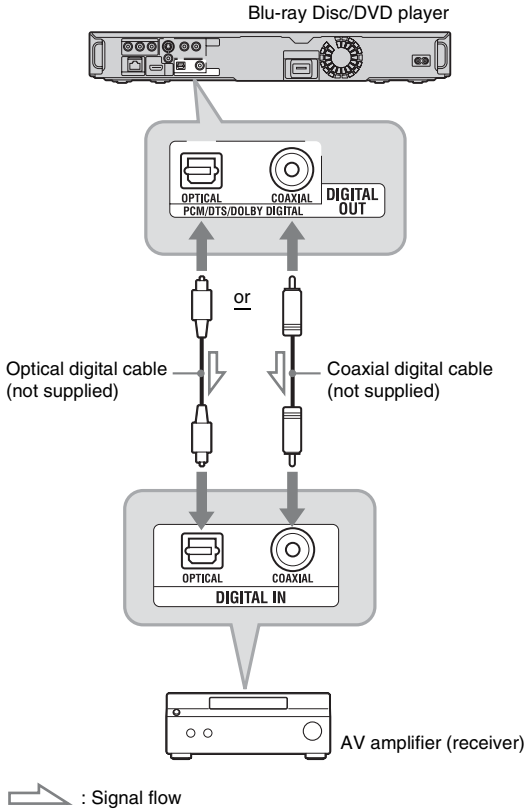 Blu-ray Disc/DVD player
OPTICAL
COAXIAL
PCM/DTS/DOLBY DIGITAL
DIGITAL
OUT
or
Optical digital cable
(not supplied)
Coaxial digital cable
(not supplied)
OPTICAL
COAXIAL
DIGITAL IN
AV amplifier (receiver)
: Signal flow